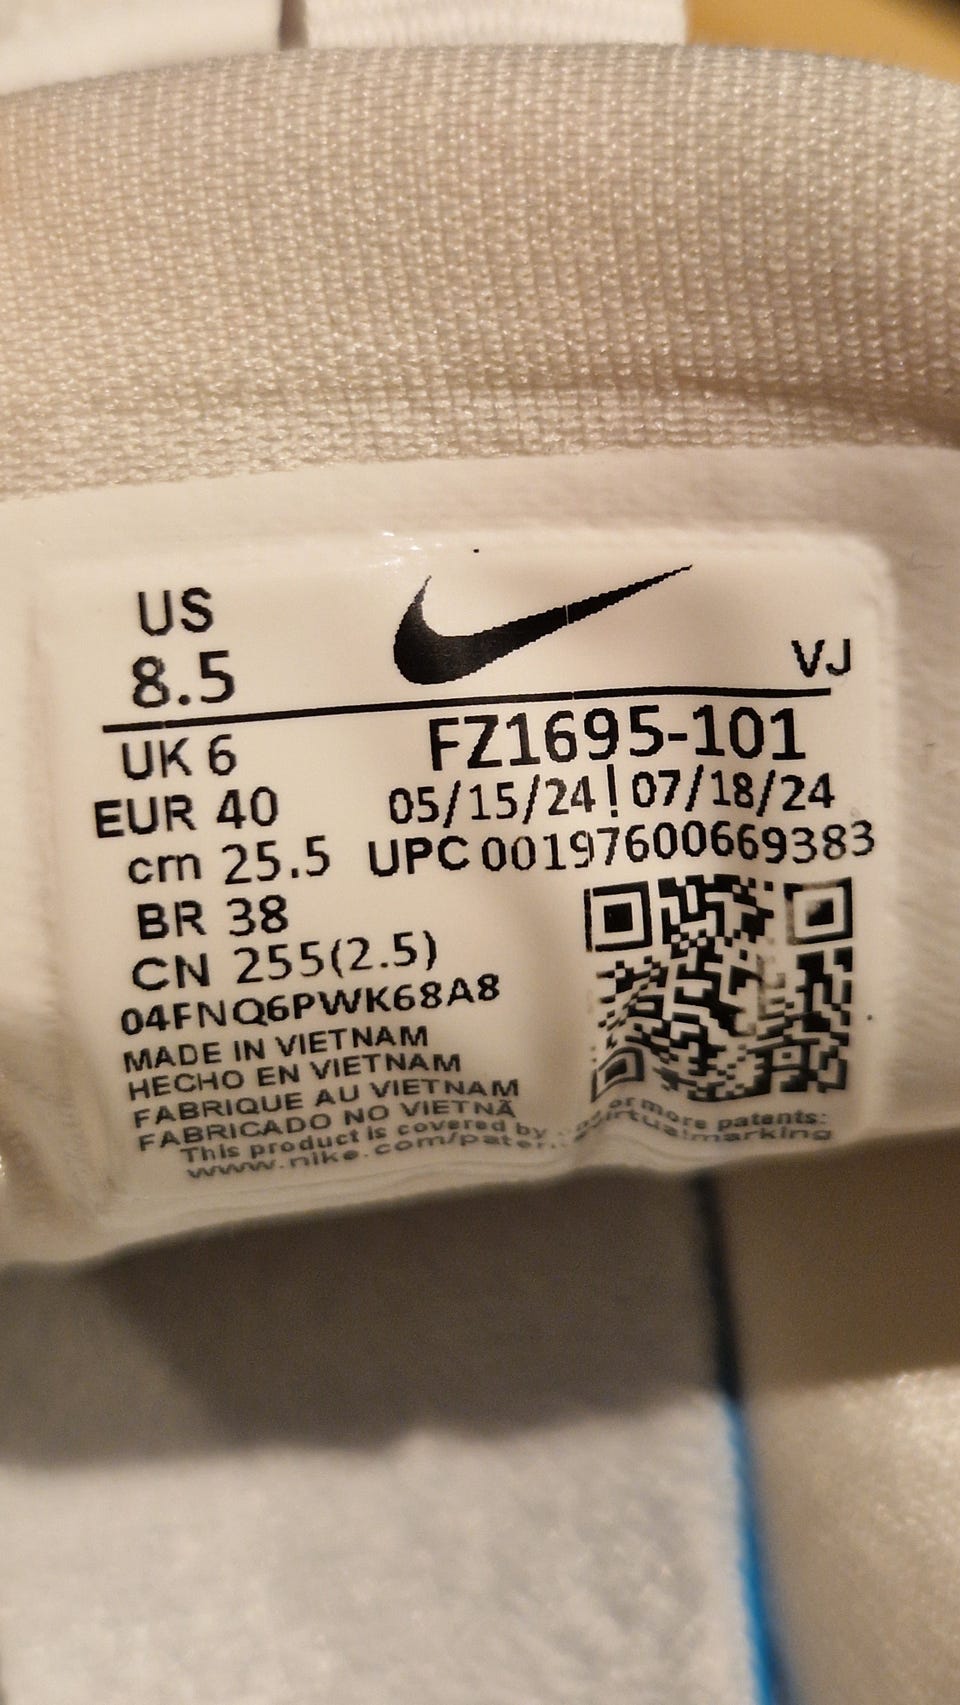 US
8.5
VJ
UK 6
FZ1695-101
EUR 40
05/15/24 ! 07/18/24
cm 25.5
UPC 00197600669383
BR 38
CN 255(2.5)
04FNQ6PWK68A8
MADE IN VIETNAM
HECHO EN VIETNAM
FABRIQUE AU VIETNAM
FABRICADO NO VIETNÃ
This product is covered by or more patents:
www.nike.com/paten